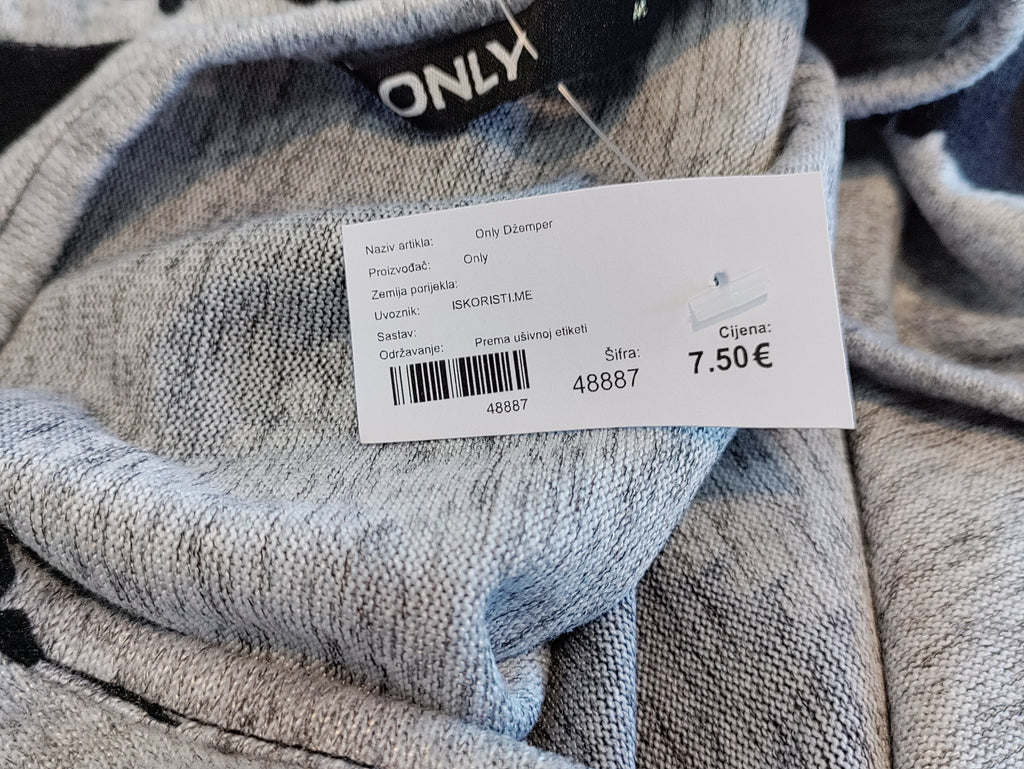 ONLY
M
Naziv artikla: Only Džemper
Proizvođač: Only
Zemlja porijekla:
Uvoznik: ISKORISTI.ME
Sastav:
Održavanje: Prema ušivnoj etiketi
48887
Šifra:
48887
Cijena:
7.50€